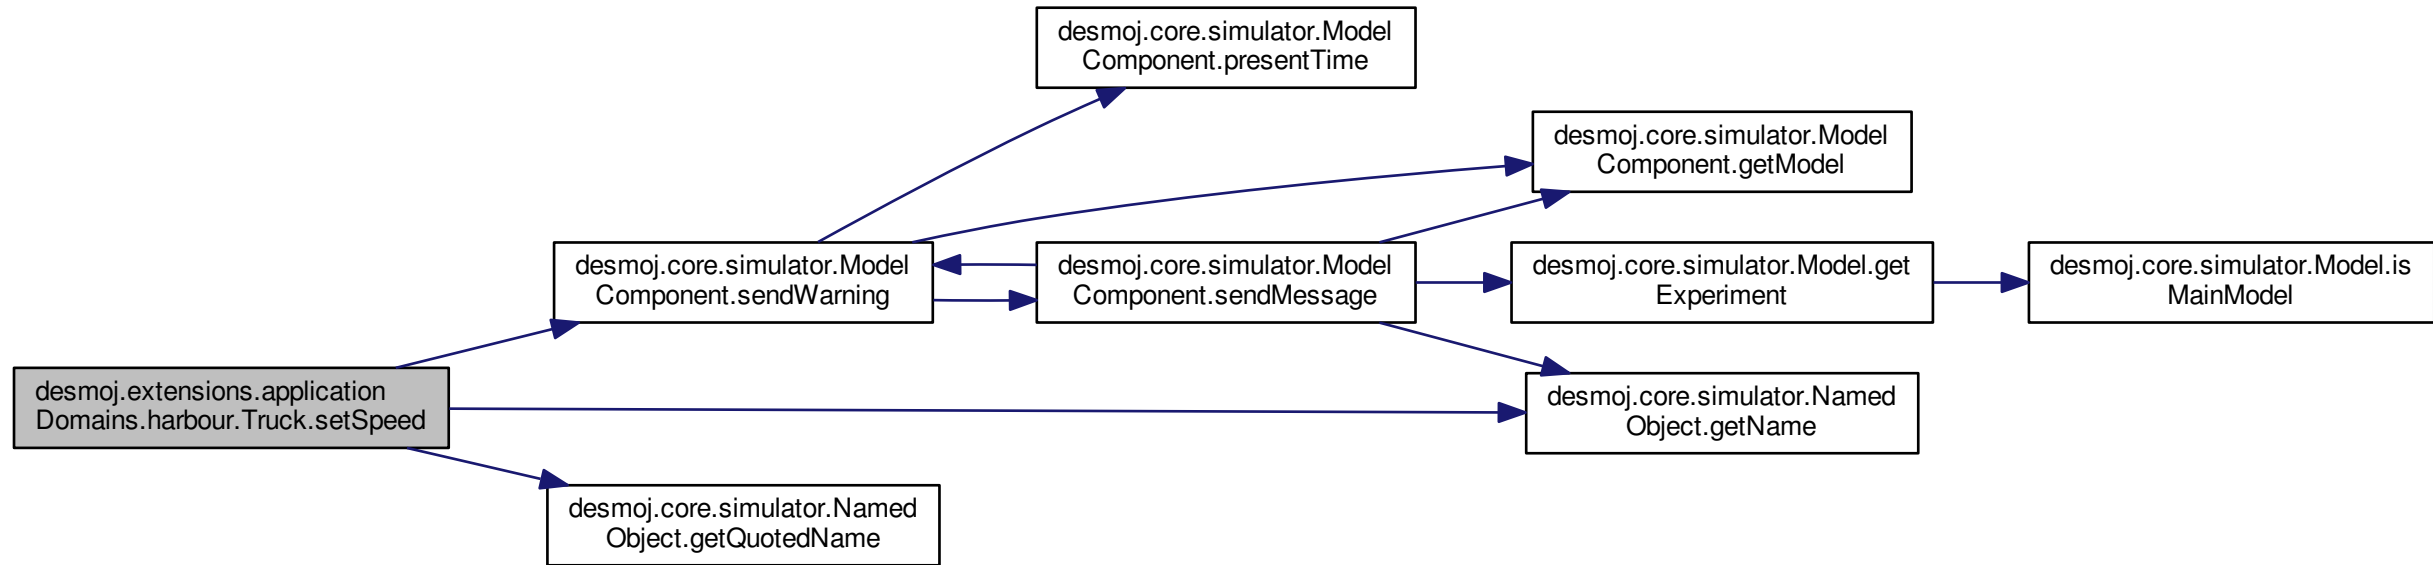 desmoj.core.simulator.Model
Component.presentTime
desmoj.core.simulator.Model
Component.getModel
desmoj.core.simulator.Model
Component.sendWarning
desmoj.core.simulator.Model
Component.sendMessage
desmoj.core.simulator.Model.get
Experiment
desmoj.core.simulator.Model.is
MainModel
desmoj.extensions.application
Domains.harbour.Truck.setSpeed
desmoj.core.simulator.Named
Object.getName
desmoj.core.simulator.Named
Object.getQuotedName